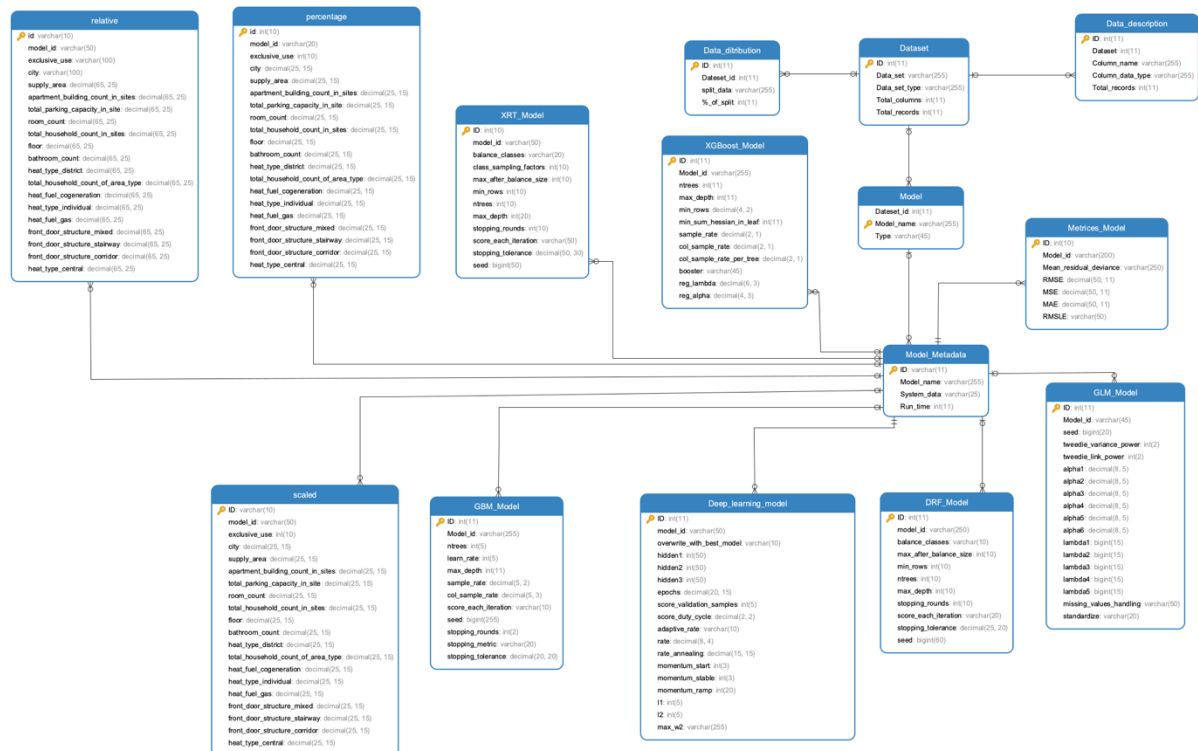 relative
id: varchar(10)
model_id: varchar(50)
exclusive_use: varchar(100)
city: varchar(100)
supply_area: decimal(65, 25)
apartment_building_count_in_sites: decimal(65, 25)
total_parking_capacity_in_site: decimal(65, 25)
room_count: decimal(65, 25)
total_household_count_in_sites: decimal(65, 25)
floor: decimal(65, 25)
bathroom_count: decimal(65, 25)
heat_type_district: decimal(65, 25)
total_household_count_of_area_type: decimal(65, 25)
heat_fuel_cogeneration: decimal(65, 25)
heat_type_individual: decimal(65, 25)
heat_fuel_gas: decimal(65, 25)
front_door_structure_mixed: decimal(65, 25)
front_door_structure_stairway: decimal(65, 25)
front_door_structure_corridor: decimal(65, 25)
heat_type_central: decimal(65, 25)
percentage
id: int(10)
model_id: varchar(20)
exclusive_use: int(10)
city: decimal(25, 15)
supply_area: decimal(25, 15)
apartment_building_count_in_sites: decimal(25, 15)
total_parking_capacity_in_site: decimal(25, 15)
room_count: decimal(25, 15)
total_household_count_in_sites: decimal(25, 15)
floor: decimal(25, 15)
bathroom_count: decimal(25, 15)
heat_type_district: decimal(25, 15)
total_household_count_of_area_type: decimal(25, 15)
heat_fuel_cogeneration: decimal(25, 15)
heat_type_individual: decimal(25, 15)
heat_fuel_gas: decimal(25, 15)
front_door_structure_mixed: decimal(25, 15)
front_door_structure_stairway: decimal(25, 15)
front_door_structure_corridor: decimal(25, 15)
heat_type_central: decimal(25, 15)
XRT_Model
ID: int(10)
model_id: varchar(50)
balance_classes: varchar(20)
class_sampling_factors: int(10)
max_after_balance_size: int(10)
min_rows: int(10)
ntrees: int(10)
max_depth: int(20)
stopping_rounds: int(10)
score_each_iteration: varchar(50)
stopping_tolerance: decimal(50, 30)
seed: bigint(50)
Data_ditribution
ID: int(11)
Dateset_id: int(11)
split_data: varchar(255)
%_of_split: int(11)
Dataset
ID: int(11)
Data_set: varchar(255)
Data_set_type: varchar(255)
Total_columns: int(11)
Total_records: int(11)
Data_description
ID: int(11)
Dataset: int(11)
Column_name: varchar(255)
Column_data_type: varchar(255)
Total_records: int(11)
XGBoost_Model
ID: int(11)
Model_id: varchar(255)
ntrees: int(11)
max_depth: int(11)
min_rows: decimal(4, 2)
min_sum_hessian_in_leaf: int(11)
sample_rate: decimal(2, 1)
col_sample_rate: decimal(2, 1)
col_sample_rate_per_tree: decimal(2, 1)
booster: varchar(45)
reg_lambda: decimal(6, 3)
reg_alpha: decimal(4, 3)
Model
Dateset_id: int(11)
Model_name: varchar(255)
Type: varchar(45)
Metrices_Model
ID: int(10)
Model_id: varchar(200)
Mean_residual_deviance: varchar(250)
RMSE: decimal(50, 11)
MSE: decimal(50, 11)
MAE: decimal(50, 11)
RMSLE: varchar(50)
Model_Metadata
ID: varchar(11)
Model_name: varchar(255)
System_data: varchar(25)
Run_time: int(11)
GLM_Model
ID: int(11)
Model_id: varchar(45)
seed: bigint(20)
tweedie_variance_power: int(2)
tweedie_link_power: int(2)
alpha1: decimal(8, 5)
alpha2: decimal(8, 5)
alpha3: decimal(8, 5)
alpha4: decimal(8, 5)
alpha5: decimal(8, 5)
alpha6: decimal(8, 5)
lambda1: bigint(15)
lambda2: bigint(15)
lambda3: bigint(15)
lambda4: bigint(15)
lambda5: bigint(15)
missing_values_handling: varchar(50)
standardize: varchar(20)
scaled
ID: varchar(10)
model_id: varchar(50)
exclusive_use: int(10)
city: decimal(25, 15)
supply_area: decimal(25, 15)
apartment_building_count_in_sites: decimal(25, 15)
total_parking_capacity_in_site: decimal(25, 15)
room_count: decimal(25, 15)
total_household_count_in_sites: decimal(25, 15)
floor: decimal(25, 15)
bathroom_count: decimal(25, 15)
heat_type_district: decimal(25, 15)
total_household_count_of_area_type: decimal(25, 15)
heat_fuel_cogeneration: decimal(25, 15)
heat_type_individual: decimal(25, 15)
heat_fuel_gas: decimal(25, 15)
front_door_structure_mixed: decimal(25, 15)
front_door_structure_stairway: decimal(25, 15)
front_door_structure_corridor: decimal(25, 15)
heat_type_central: decimal(25, 15)
GBM_Model
ID: int(11)
Model_id: varchar(255)
ntrees: int(5)
learn_rate: int(5)
max_depth: int(11)
sample_rate: decimal(5, 2)
col_sample_rate: decimal(5, 3)
score_each_iteration: varchar(10)
seed: bigint(255)
stopping_rounds: int(2)
stopping_metric: varchar(20)
stopping_tolerance: decimal(20, 20)
Deep_learning_model
ID: int(11)
model_id: varchar(50)
overwrite_with_best_model: varchar(10)
hidden1: int(50)
hidden2: int(50)
hidden3: int(50)
epochs: decimal(20, 15)
score_validation_samples: int(5)
score_duty_cycle: decimal(2, 2)
adaptive_rate: varchar(10)
rate: decimal(8, 4)
rate_annealing: decimal(15, 15)
momentum_start: int(3)
momentum_stable: int(3)
momentum_ramp: int(20)
l1: int(5)
l2: int(5)
max_w2: varchar(255)
DRF_Model
ID: int(11)
model_id: varchar(250)
balance_classes: varchar(10)
max_after_balance_size: int(10)
min_rows: int(10)
ntrees: int(10)
max_depth: int(10)
stopping_rounds: int(10)
score_each_iteration: varchar(20)
stopping_tolerance: decimal(25, 20)
seed: bigint(60)